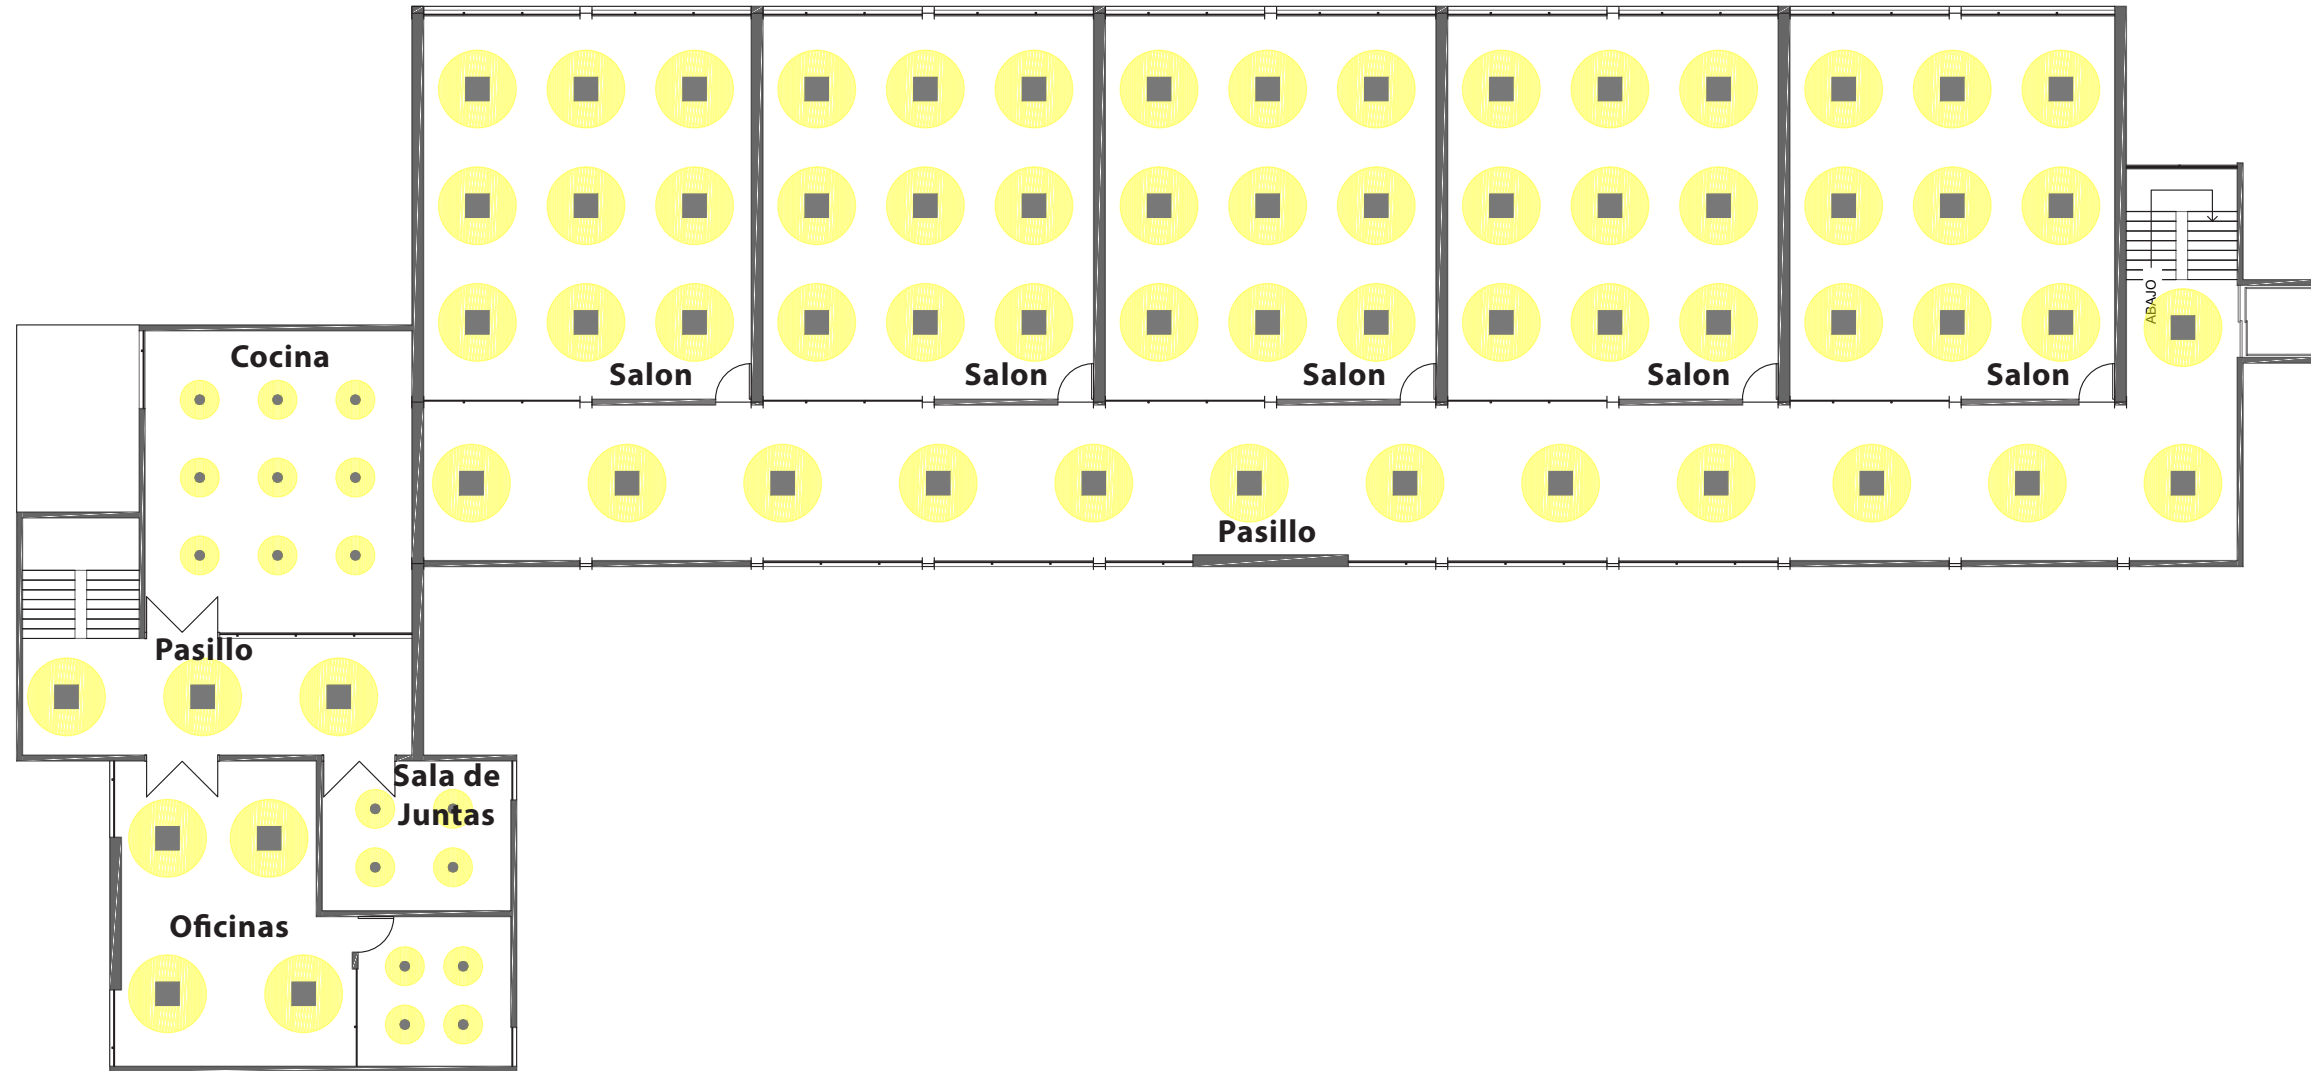 Cocina
Salon
Salon
Salon
Salon
Salon
ABAJO
Pasillo
Pasillo
Sala de
Juntas
Oficinas